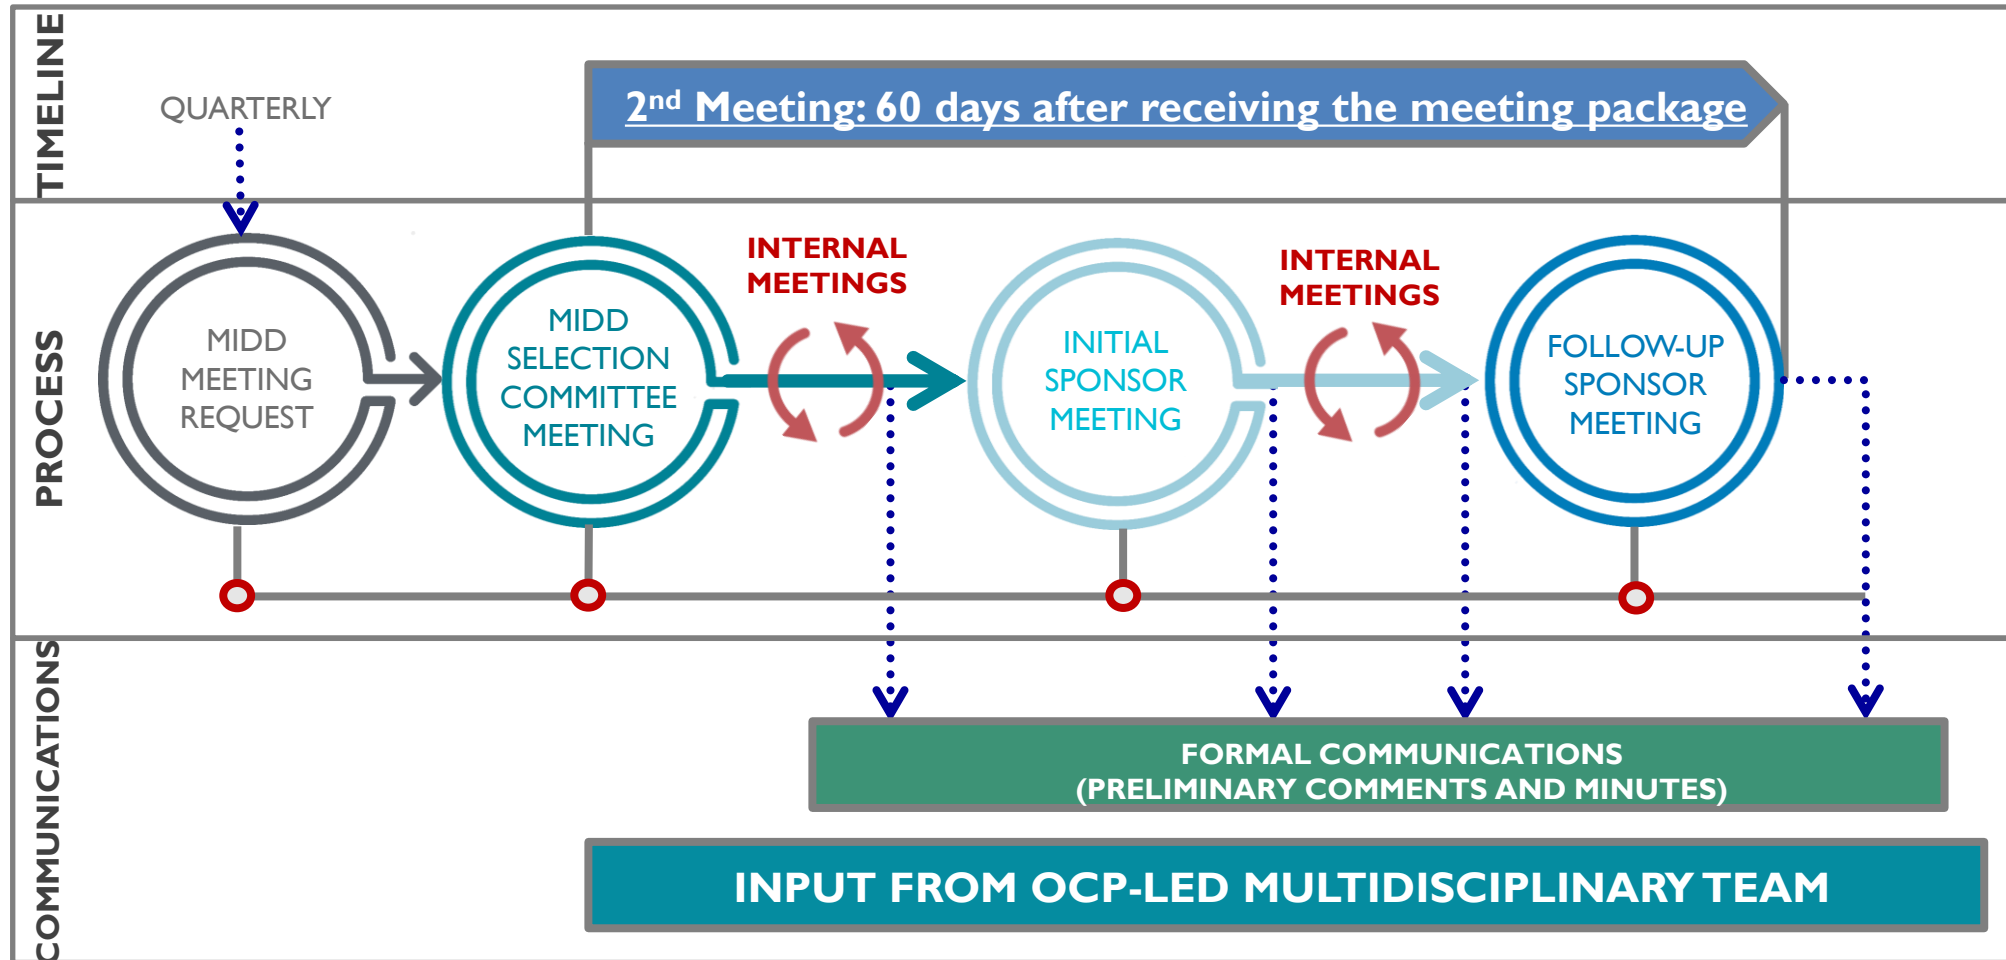 TIMELINE
QUARTERLY
2nd Meeting: 60 days after receiving the meeting package
PROCESS
MIDD
MEETING
REQUEST
MIDD
SELECTION
COMMITTEE
MEETING
INTERNAL
MEETINGS
INITIAL
SPONSOR
MEETING
INTERNAL
MEETINGS
FOLLOW-UP
SPONSOR
MEETING
COMMUNICATIONS
FORMAL COMMUNICATIONS
(PRELIMINARY COMMENTS AND MINUTES)
INPUT FROM OCP-LED MULTIDISCIPLINARY TEAM